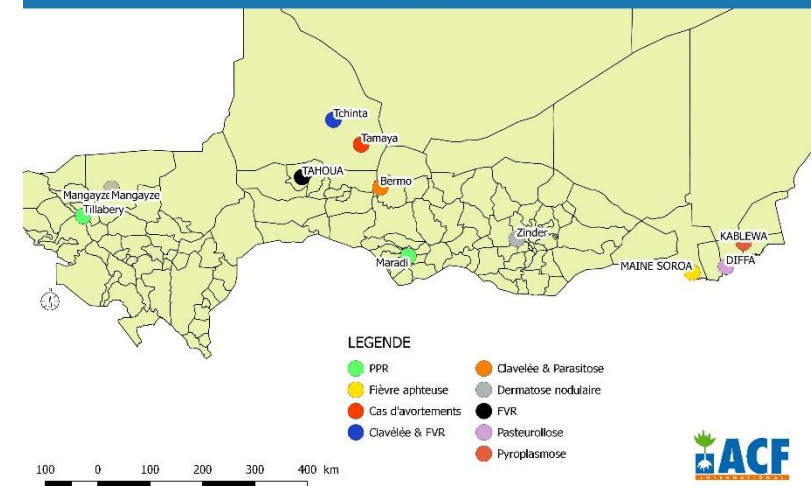 Tchinta
Tamaya
TAHOUA
Bermo
Mangayze Mangayze
Tillabery
Zinder
KABLEWA
Maradi
MAINE SOROA
DIFFA
LEGENDE
PPR
Fièvre aphteuse
Cas d'avortements
Clavélée & FVR
Clavelée & Parasitose
Dermatose nodulaire
FVR
Pasteurollose
Pyroplasmose
100 0 100 200 300 400 km
ACF
INTERNATIONAL